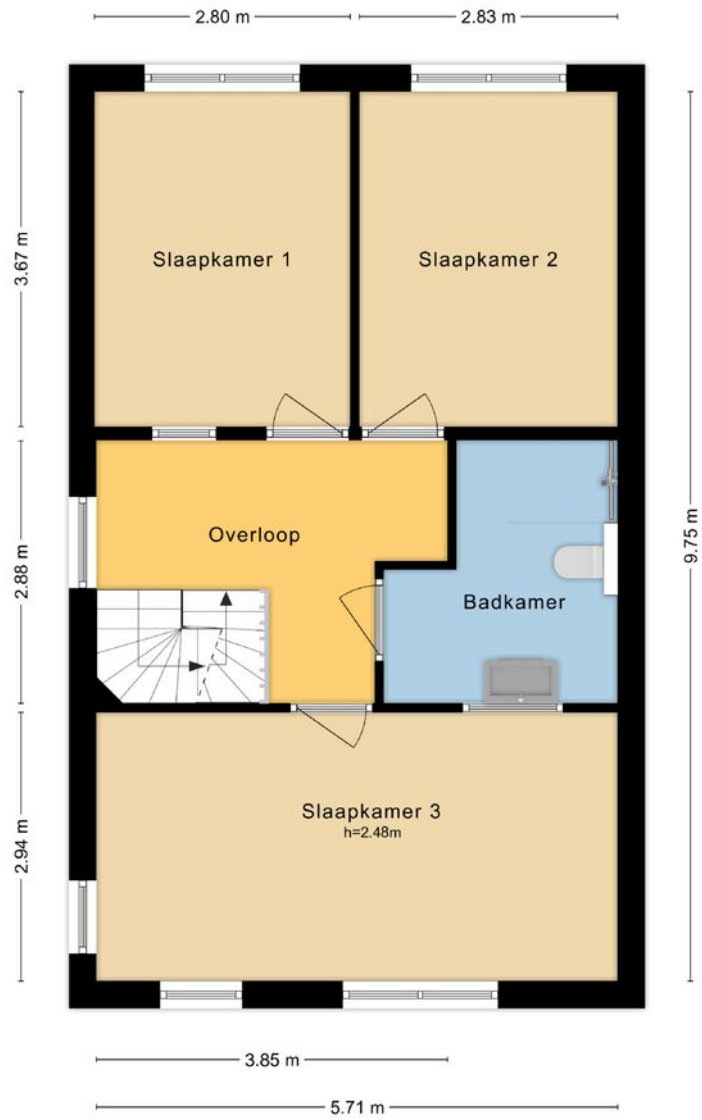 2.80 m
2.83 m
3.67 m
Slaapkamer 1
Slaapkamer 2
9.75 m
2.88 m
Overloop
Badkamer
2.94 m
Slaapkamer 3
h=2.48m
3.85 m
5.71 m